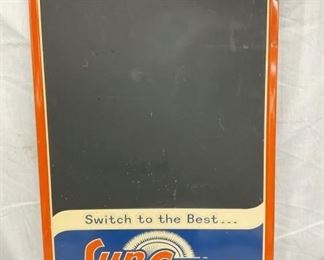 Switch to the Best...